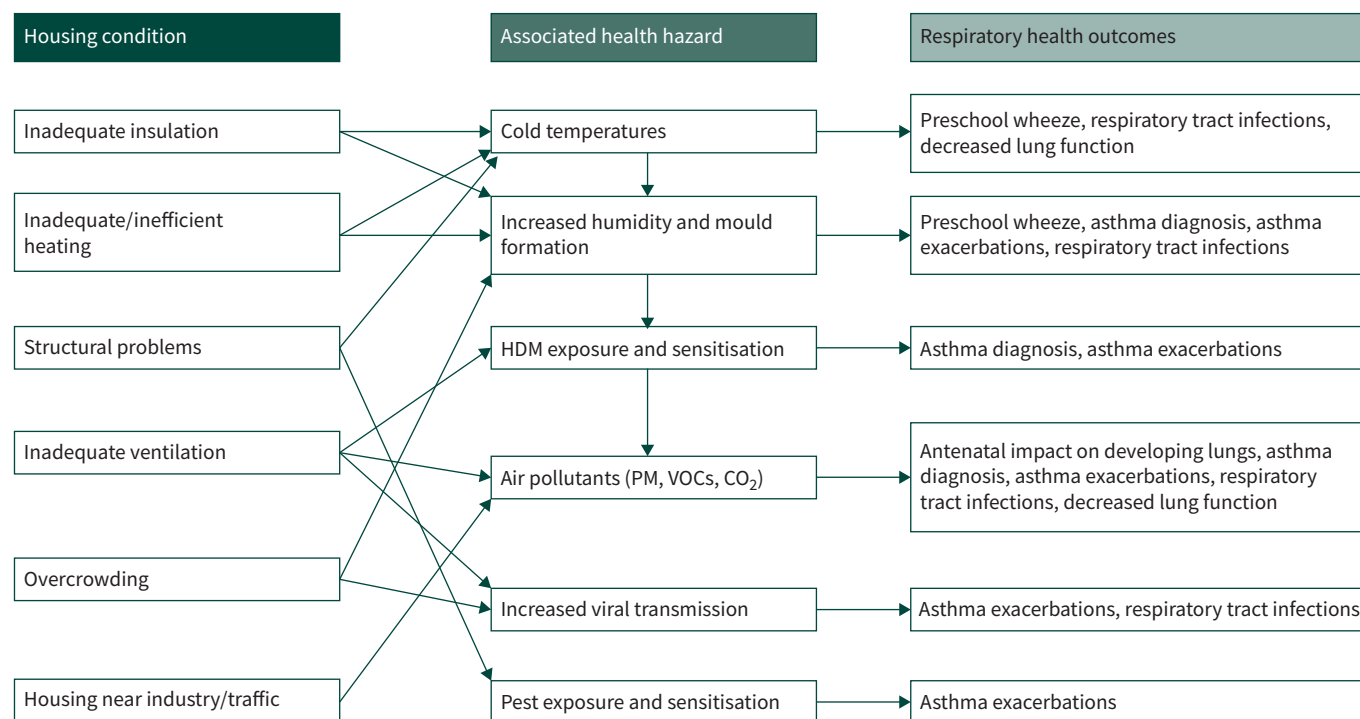 Housing condition
Associated health hazard
Respiratory health outcomes
Inadequate insulation
Cold temperatures
Preschool wheeze, respiratory tract infections,
decreased lung function
Inadequate/inefficient
heating
Increased humidity and mould
formation
Preschool wheeze, asthma diagnosis, asthma
exacerbations, respiratory tract infections
Structural problems
HDM exposure and sensitisation
Asthma diagnosis, asthma exacerbations
Inadequate ventilation
Air pollutants (PM, VOCs, CO₂)
Antenatal impact on developing lungs, asthma
diagnosis, asthma exacerbations, respiratory
tract infections, decreased lung function
Overcrowding
Increased viral transmission
Asthma exacerbations, respiratory tract infections
Housing near industry/traffic
Pest exposure and sensitisation
Asthma exacerbations